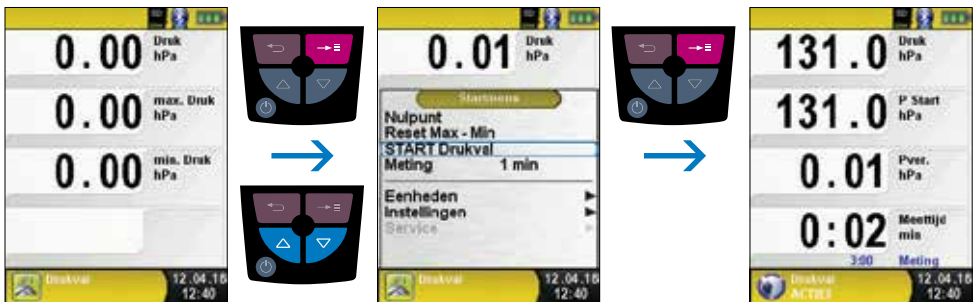 0.00 Druk hPa
0.00 max. Druk hPa
0.00 min. Druk hPa
Drukval 12.04.16
12:40
0.01 Druk hPa
Startmenu
Nulpunt
Reset Max - Min
START Drukval
Meting 1 min
Eenheden
Instellingen
Service
Drukval 12.04.16
12:40
131.0 Druk hPa
131.0 P Start hPa
0.01 Pver. hPa
0:02 Meettijd min
3:00 Meting
Drukval 12.04.16
ACTIEF 12:40